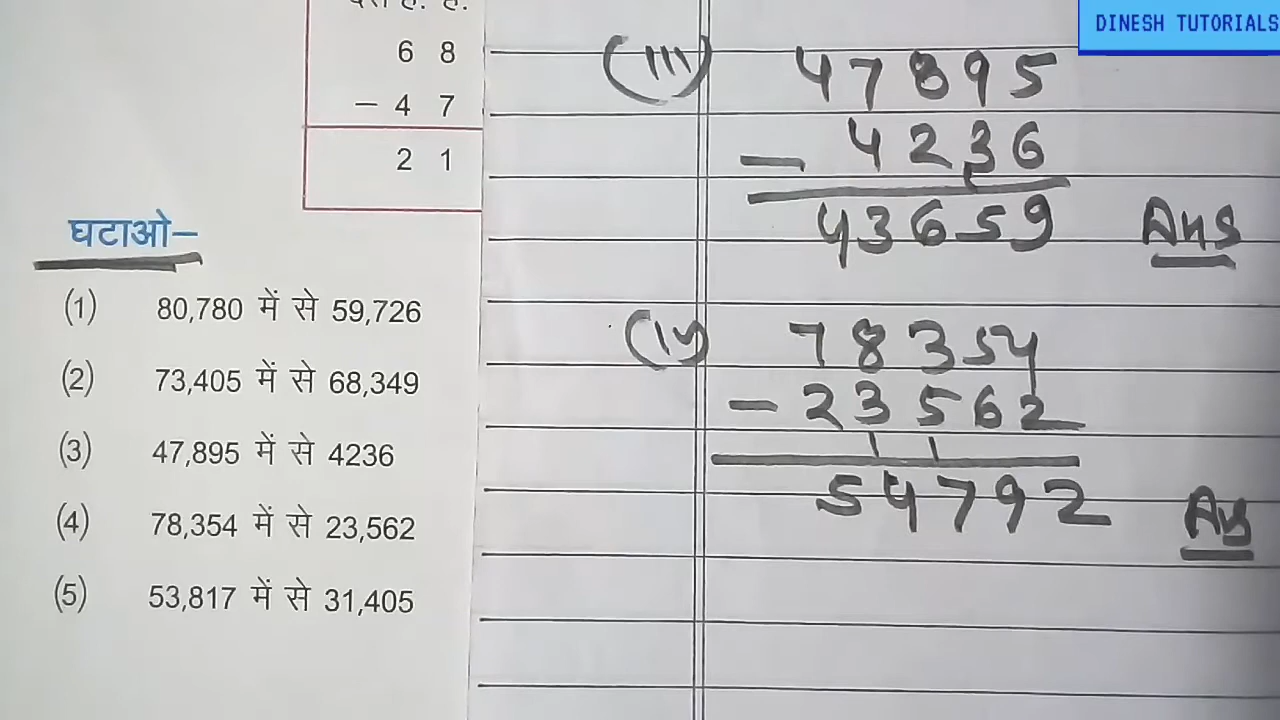 DINESH TUTORIALS
6 8
− 4 7
2 1
घटाओ−
(1) 80,780 में से 59,726
(2) 73,405 में से 68,349
(3) 47,895 में से 4236
(4) 78,354 में से 23,562
(5) 53,817 में से 31,405
(III) 47895
− 4236
43659 Ans
(IV) 78354
− 23562
54792 Ans